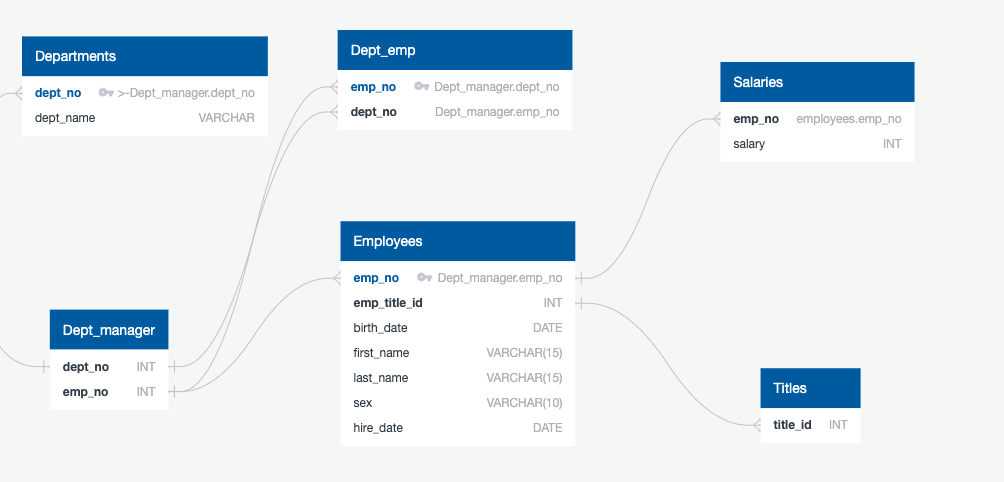 Departments
dept_no >-Dept_manager.dept_no
dept_name VARCHAR
Dept_emp
emp_no Dept_manager.dept_no
dept_no Dept_manager.emp_no
Salaries
emp_no employees.emp_no
salary INT
Employees
emp_no Dept_manager.emp_no
emp_title_id INT
birth_date DATE
first_name VARCHAR(15)
last_name VARCHAR(15)
sex VARCHAR(10)
hire_date DATE
Dept_manager
dept_no INT
emp_no INT
Titles
title_id INT